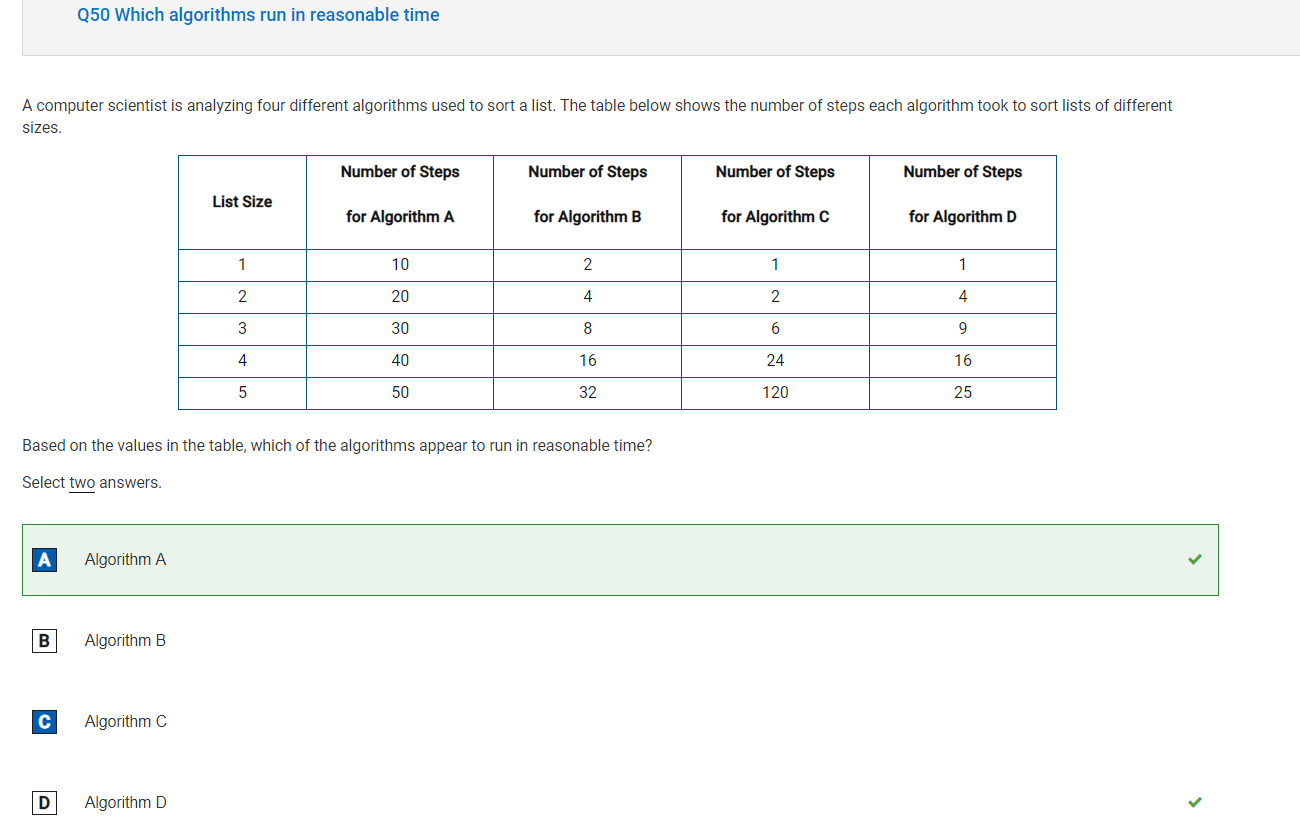 Q50 Which algorithms run in reasonable time
A computer scientist is analyzing four different algorithms used to sort a list. The table below shows the number of steps each algorithm took to sort lists of different
sizes.
List Size | Number of Steps for Algorithm A | Number of Steps for Algorithm B | Number of Steps for Algorithm C | Number of Steps for Algorithm D
1 | 10 | 2 | 1 | 1
2 | 20 | 4 | 2 | 4
3 | 30 | 8 | 6 | 9
4 | 40 | 16 | 24 | 16
5 | 50 | 32 | 120 | 25
Based on the values in the table, which of the algorithms appear to run in reasonable time?
Select two answers.
A Algorithm A
B Algorithm B
C Algorithm C
D Algorithm D